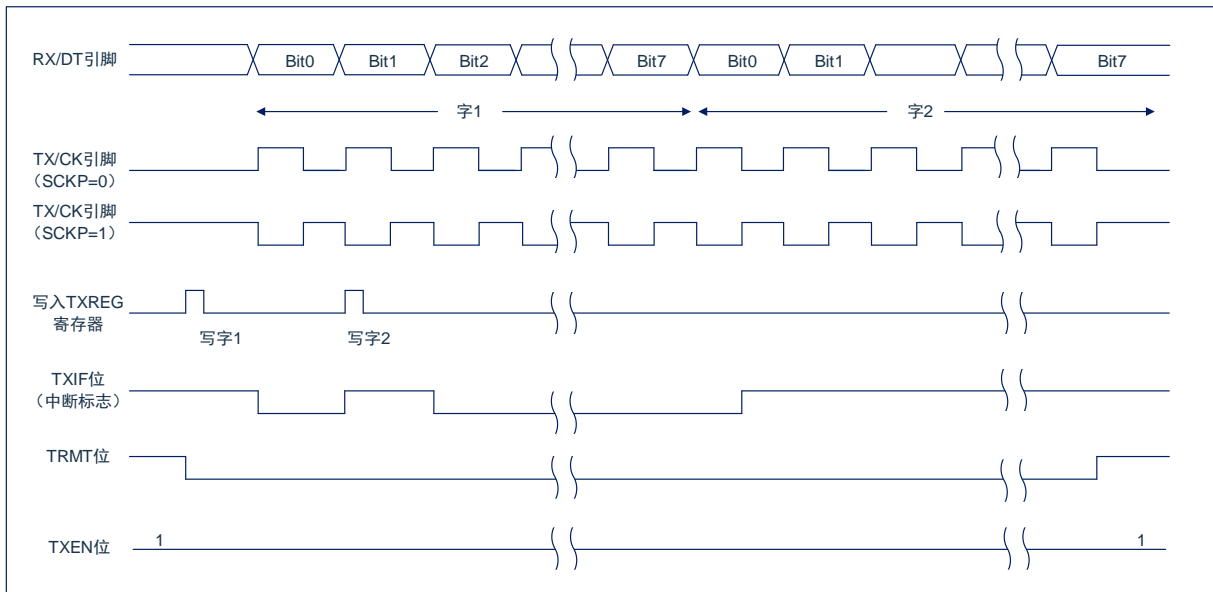 RX/DT引脚
Bit0 Bit1 Bit2 Bit7 Bit0 Bit1 Bit7
字1 字2
TX/CK引脚
（SCKP=0）
TX/CK引脚
（SCKP=1）
写入TXREG
寄存器
写字1 写字2
TXIF位
（中断标志）
TRMT位
TXEN位 1 1